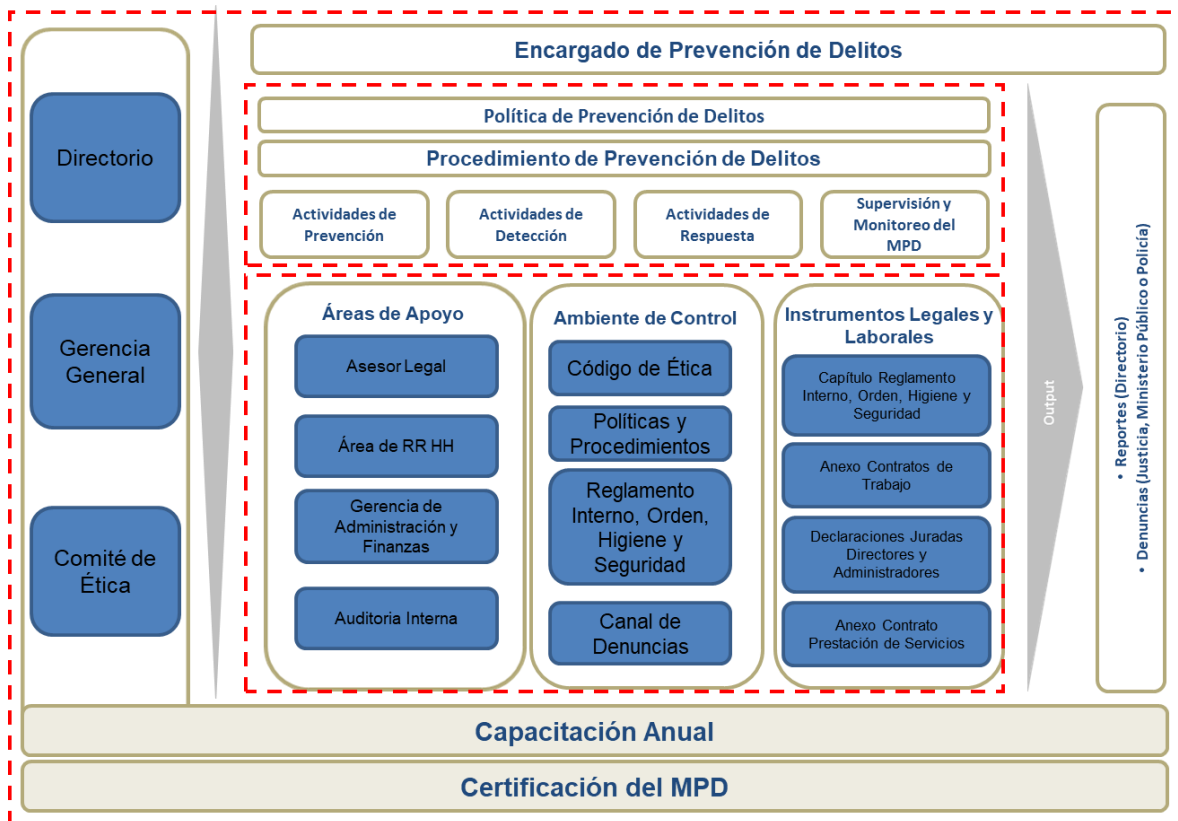 Encargado de Prevención de Delitos
Directorio
Gerencia
General
Comité de
Ética
Política de Prevención de Delitos
Procedimiento de Prevención de Delitos
Actividades de
Prevención
Actividades de
Detección
Actividades de
Respuesta
Supervisión y
Monitoreo del
MPD
Áreas de Apoyo
Asesor Legal
Área de RR HH
Gerencia de
Administración y
Finanzas
Auditoria Interna
Ambiente de Control
Código de Ética
Políticas y
Procedimientos
Reglamento
Interno, Orden,
Higiene y
Seguridad
Canal de
Denuncias
Instrumentos Legales y
Laborales
Capítulo Reglamento
Interno, Orden, Higiene y
Seguridad
Anexo Contratos de
Trabajo
Declaraciones Juradas
Directores y
Administradores
Anexo Contrato
Prestación de Servicios
Output
• Reportes (Directorio)
• Denuncias (Justicia, Ministerio Público o Policía)
Capacitación Anual
Certificación del MPD